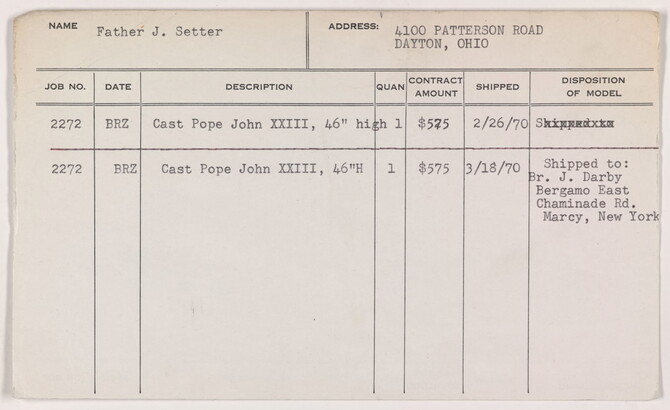 NAME Father J. Setter ADDRESS: 4100 PATTERSON ROAD
DAYTON, OHIO
JOB NO. DATE DESCRIPTION QUAN CONTRACT AMOUNT SHIPPED DISPOSITION OF MODEL
2272 BRZ Cast Pope John XXIII, 46" high 1 $575 2/26/70
2272 BRZ Cast Pope John XXIII, 46"H 1 $575 3/18/70 Shipped to:
Br. J. Darby
Bergamo East
Chaminade Rd.
Marcy, New York